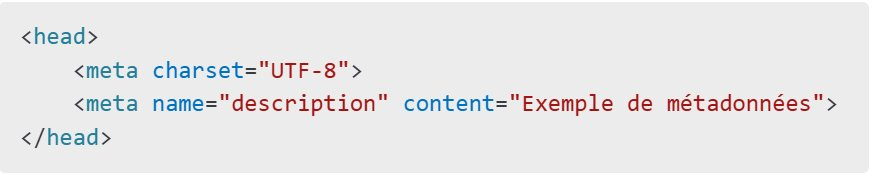 <head>
    <meta charset="UTF-8">
    <meta name="description" content="Exemple de métadonnées">
</head>